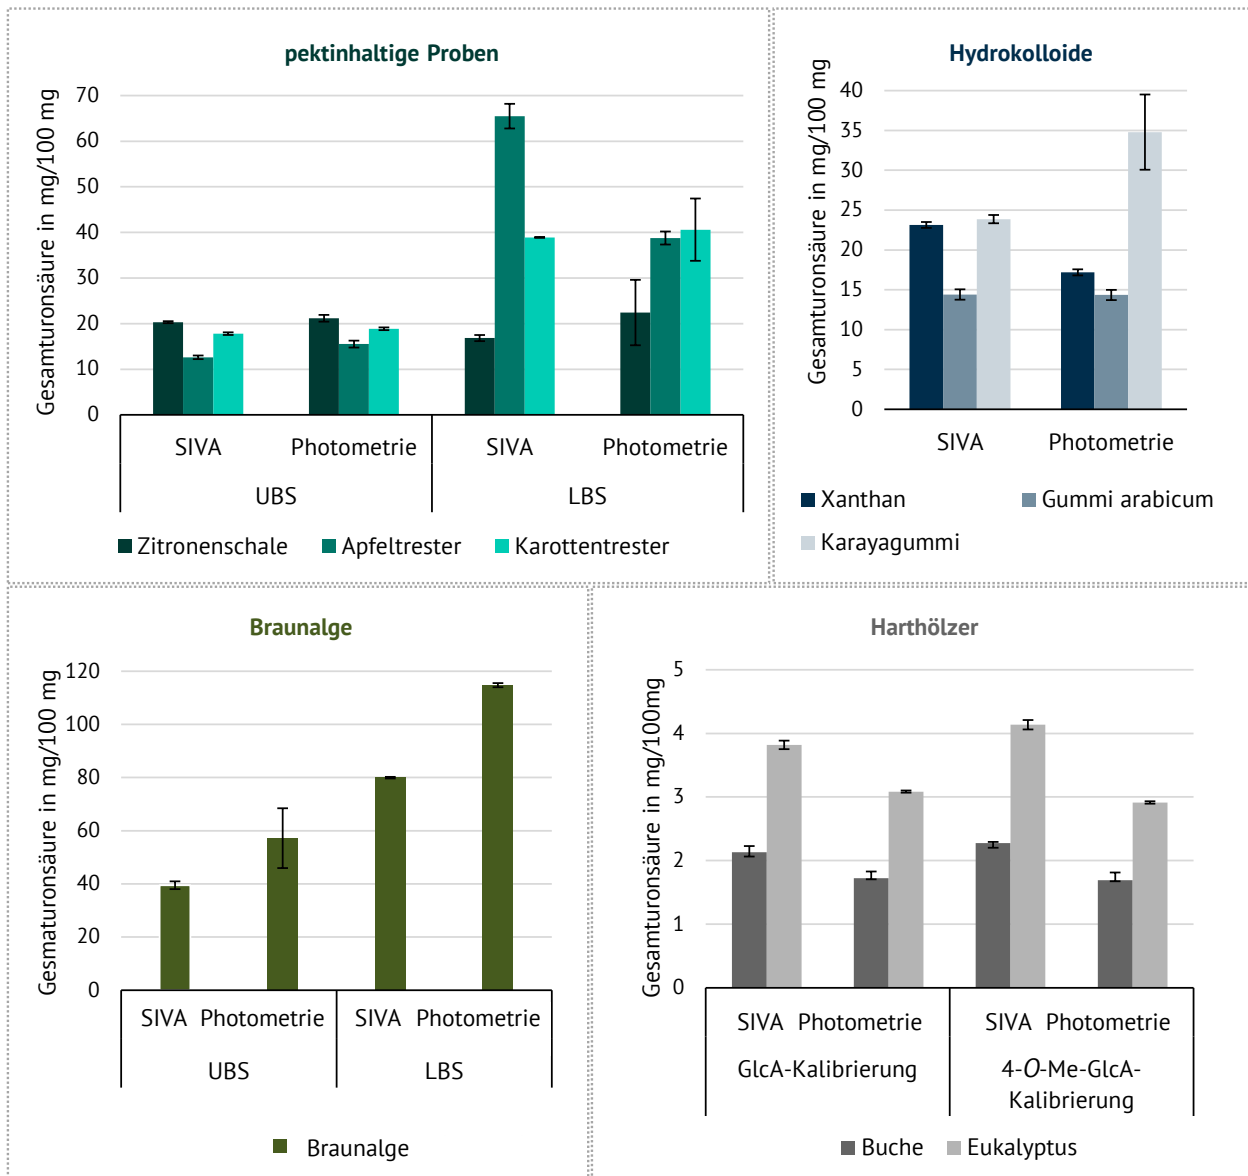 pektinhaltige Proben
Gesamturonsäure in mg/100 mg
70
60
50
40
30
20
10
0
SIVA Photometrie SIVA Photometrie
UBS LBS
Zitronenschale Apfeltrester Karottentrester
Hydrokolloide
Gesamturonsäure in mg/100 mg
40
35
30
25
20
15
10
5
0
SIVA Photometrie
Xanthan Gummi arabicum
Karayagummi
Braunalge
Gesmaturonsäure in mg/100 mg
120
100
80
60
40
20
0
SIVA Photometrie SIVA Photometrie
UBS LBS
Braunalge
Harthölzer
Gesamturonsäure in mg/100mg
5
4
3
2
1
0
SIVA Photometrie SIVA Photometrie
GlcA-Kalibrierung 4-O-Me-GlcA-
Kalibrierung
Buche Eukalyptus